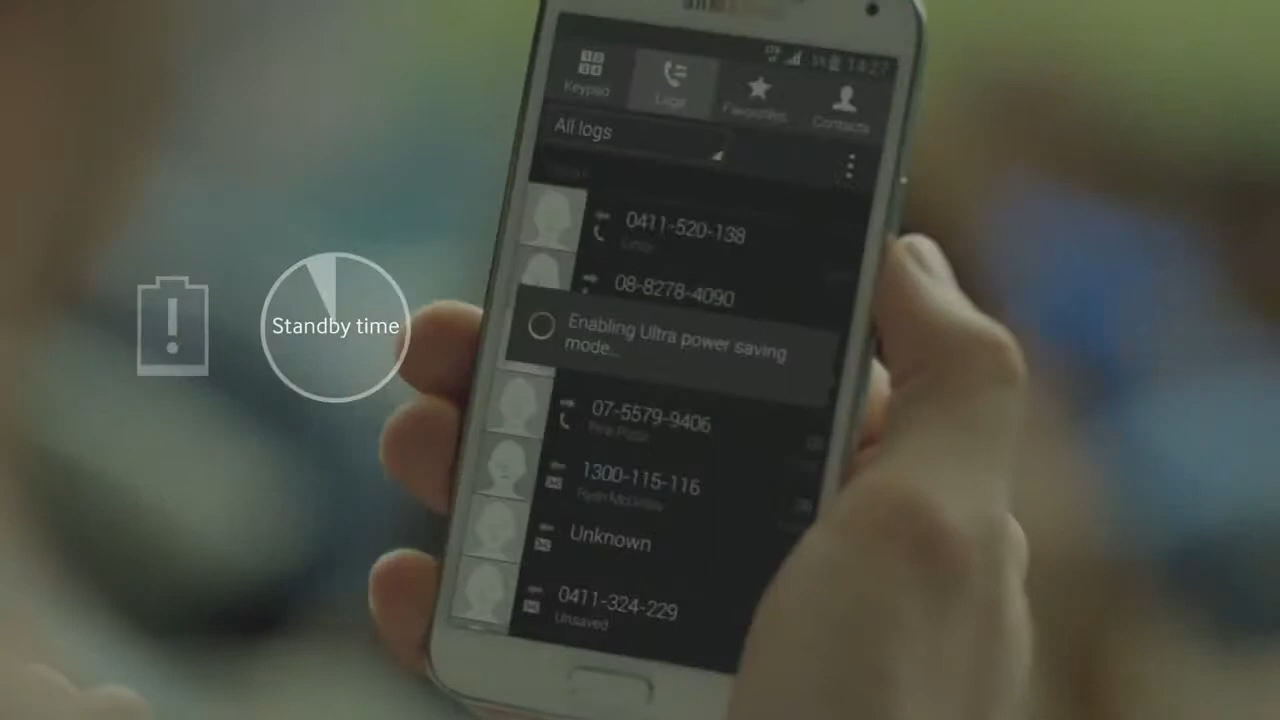 Keypad
Logs
Favourites
Contacts
All logs
0411-520-138
08-8278-4090
Standby time
Enabling Ultra power saving
mode...
07-5579-9406
1300-115-116
Unknown
0411-324-229
Unsaved